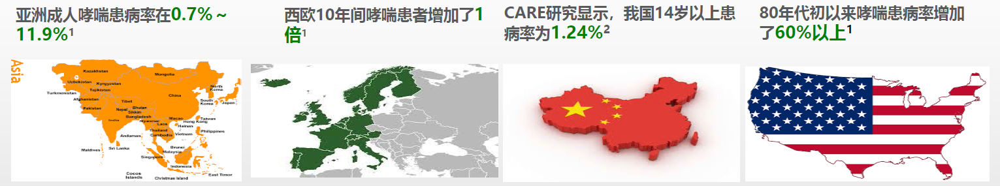 亚洲成人哮喘患病率在0.7%～
11.9%1
西欧10年间哮喘患者增加了1
倍1
CARE研究显示，我国14岁以上患
病率为1.24%2
80年代初以来哮喘患病率增加
了60%以上1
Asia
Kazakhstan
Mongolia
Uzbekistan
Kyrgyzstan
Tajikistan
Turkmenistan
North
Korea
China
Afghanistan
South
Korea
Japan
Tibet
Pakistan
Nepal
Bhutan
Sikkim
Bangladesh
Myanmar
Macao
Taiwan
Hong Kong
Laos
Hainan
Thailand
Vietnam
Philippines
Cambodia
Andaman
Sri Lanka
Maldives
Brunei
Malaysia
Singapore
Indonesia
Cocos
Islands
Christmas Island
East Timor